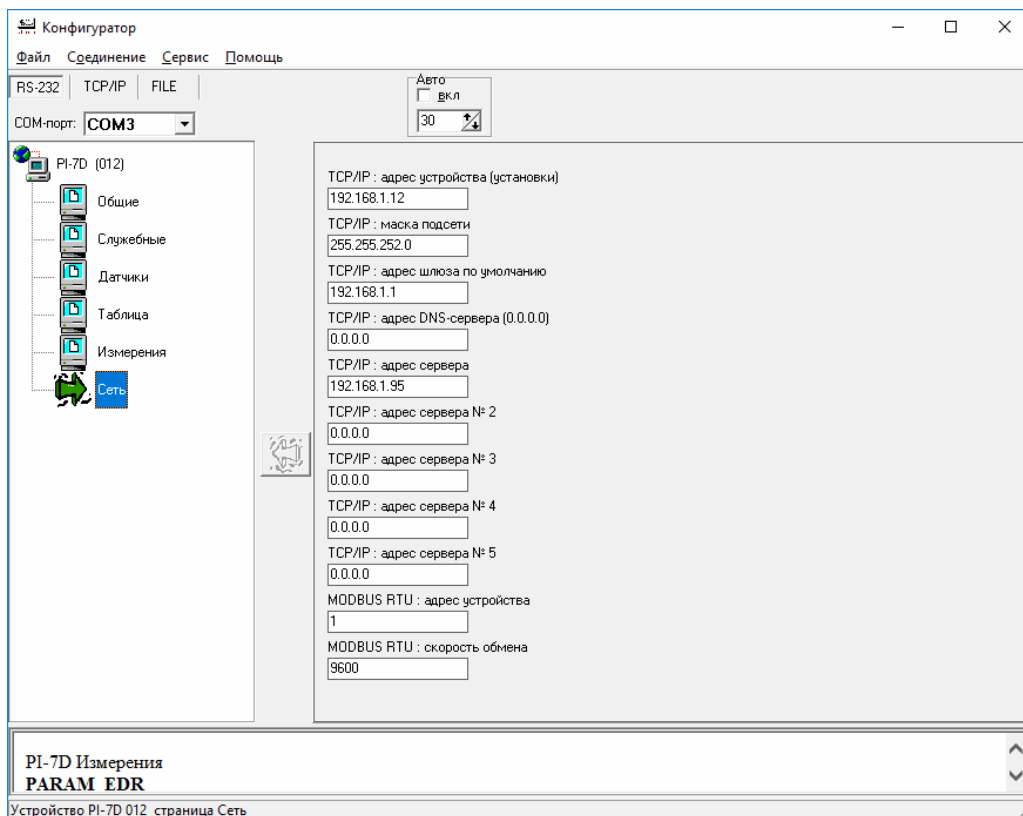 Конфигуратор
Файл Соединение Сервис Помощь
RS-232 TCP/IP FILE
Авто
вкл
30
COM-порт: COM3
PI-7D (012)
Общие
Служебные
Датчики
Таблица
Измерения
Сеть
TCP/IP : адрес устройства (установки)
192.168.1.12
TCP/IP : маска подсети
255.255.252.0
TCP/IP : адрес шлюза по умолчанию
192.168.1.1
TCP/IP : адрес DNS-сервера (0.0.0.0)
0.0.0.0
TCP/IP : адрес сервера
192.168.1.95
TCP/IP : адрес сервера № 2
0.0.0.0
TCP/IP : адрес сервера № 3
0.0.0.0
TCP/IP : адрес сервера № 4
0.0.0.0
TCP/IP : адрес сервера № 5
0.0.0.0
MODBUS RTU : адрес устройства
1
MODBUS RTU : скорость обмена
9600
PI-7D Измерения
PARAM EDR
Устройство PI-7D 012 страница Сеть